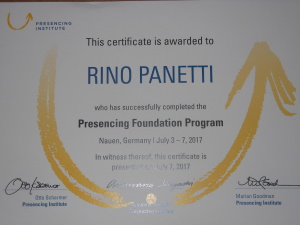 PRESENCING
INSTITUTE
This certificate is awarded to
RINO PANETTI
who has successfully completed the
Presencing Foundation Program
Nauen, Germany | July 3 – 7, 2017
In witness thereof, this certificate is
presented on July 7, 2017
Otto Scharmer
Presencing Institute
Marian Goodman
Presencing Institute